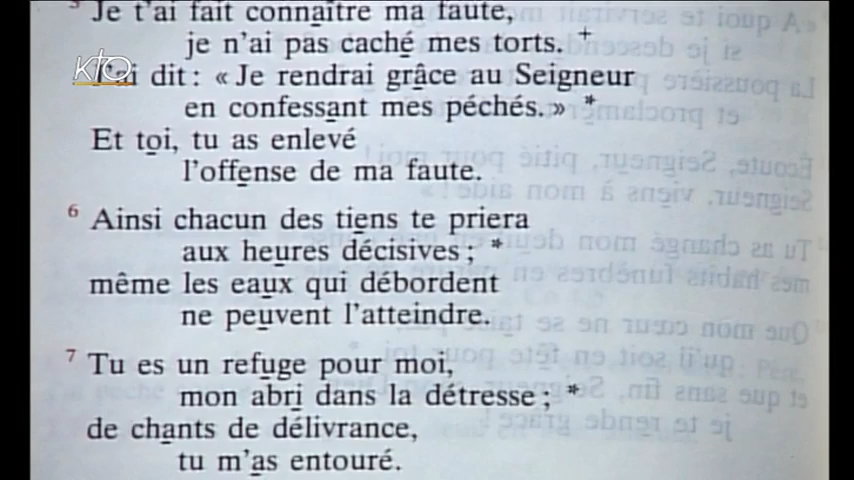 5 Je t'ai fait connaître ma faute,
je n'ai pas caché mes torts. +
J'ai dit : « Je rendrai grâce au Seigneur
en confessant mes péchés. » *
Et toi, tu as enlevé
l'offense de ma faute.
6 Ainsi chacun des tiens te priera
aux heures décisives ; *
même les eaux qui débordent
ne peuvent l'atteindre.
7 Tu es un refuge pour moi,
mon abri dans la détresse ; *
de chants de délivrance,
tu m'as entouré.
kto